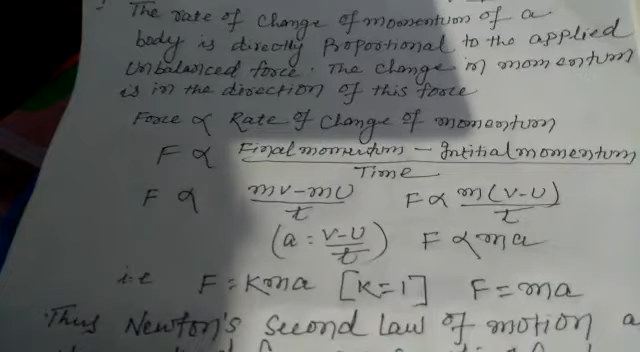 The rate of Change of momentum of a
body is directly Proportional to the applied
Unbalanced force. The change in momentum
is in the direction of this force
Force ∝ Rate of Change of momentum
F ∝ Final momentum - Intitial momentum / Time
F ∝ mv-mU / t F ∝ m(v-U) / t
(a = v-U / t) F ∝ ma
i.e F = Kma [K=1] F = ma
Thus Newton's Second Law of motion a